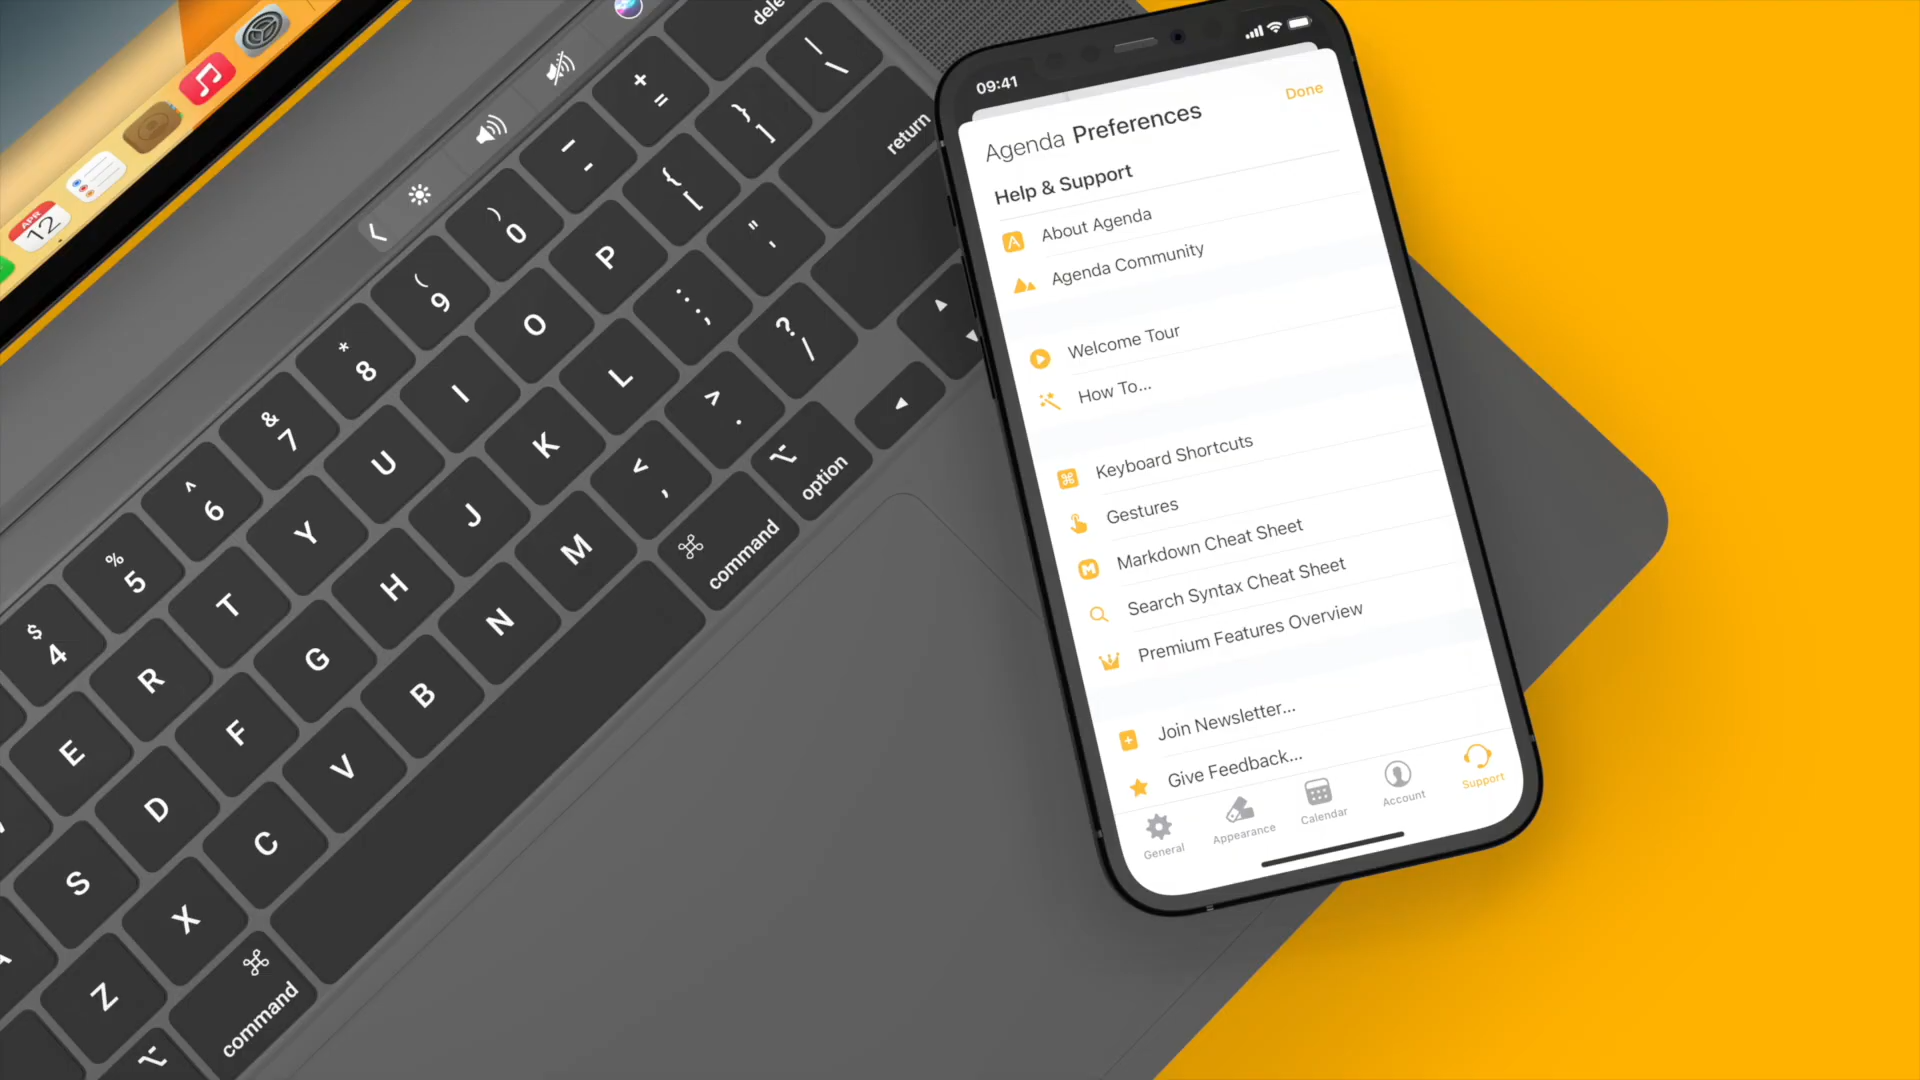 09:41
Agenda Preferences
Done
Help & Support
About Agenda
Agenda Community
Welcome Tour
How To...
Keyboard Shortcuts
Gestures
Markdown Cheat Sheet
Search Syntax Cheat Sheet
Premium Features Overview
Join Newsletter...
Give Feedback...
General
Appearance
Calendar
Account
Support
APR
12
dele
$ 4
% 5
^ 6
& 7
* 8
( 9
) 0
_ -
+ =
E
R
T
Y
U
I
O
P
{ [
} ]
| \
S
D
F
G
H
J
K
L
: ;
" '
return
Z
X
C
V
B
N
M
< ,
> .
? /
⌥
⌘
command
⌘
command
⌥
option